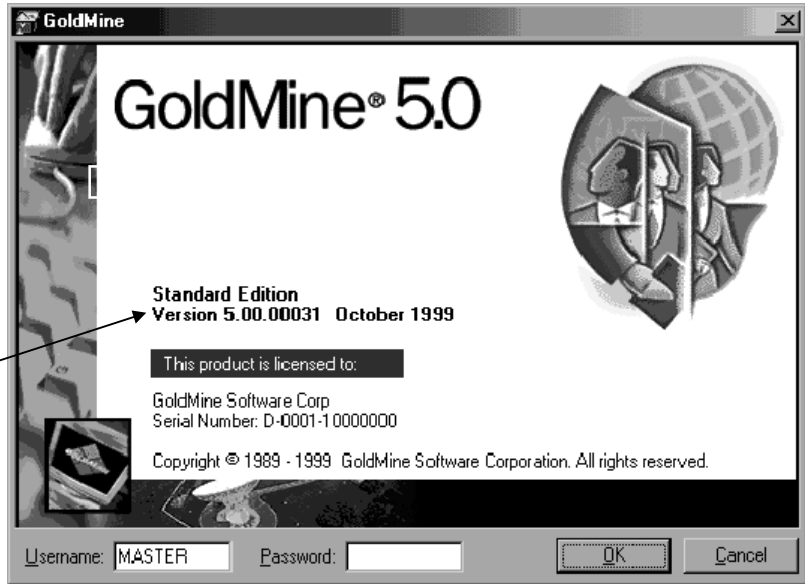 GoldMine
GoldMine® 5.0
Standard Edition
Version 5.00.00031 October 1999
This product is licensed to:
GoldMine Software Corp
Serial Number: D-0001-10000000
Copyright © 1989 - 1999 GoldMine Software Corporation. All rights reserved.
Username: MASTER Password: OK Cancel